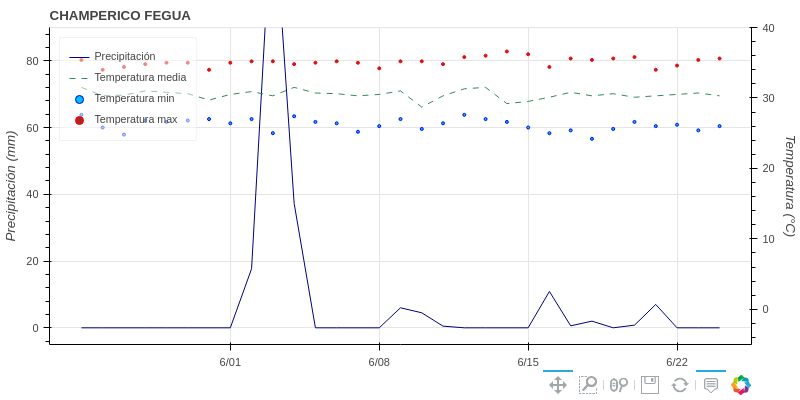 CHAMPERICO FEGUA
Precipitación
Temperatura media
Temperatura min
Temperatura max
Precipitación (mm)
80
60
40
20
0
Temperatura (°C)
40
30
20
10
0
6/01
6/08
6/15
6/22